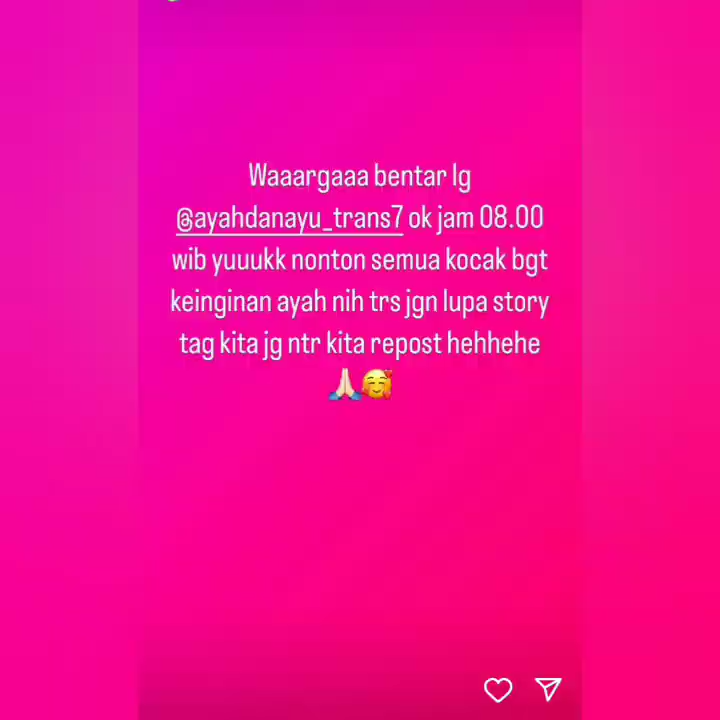 Waaargaaa bentar lg
@ayahdanayu_trans7 ok jam 08.00
wib yuuukk nonton semua kocak bgt
keinginan ayah nih trs jgn lupa story
tag kita jg ntr kita repost hehhehe
🙏🏻🥰